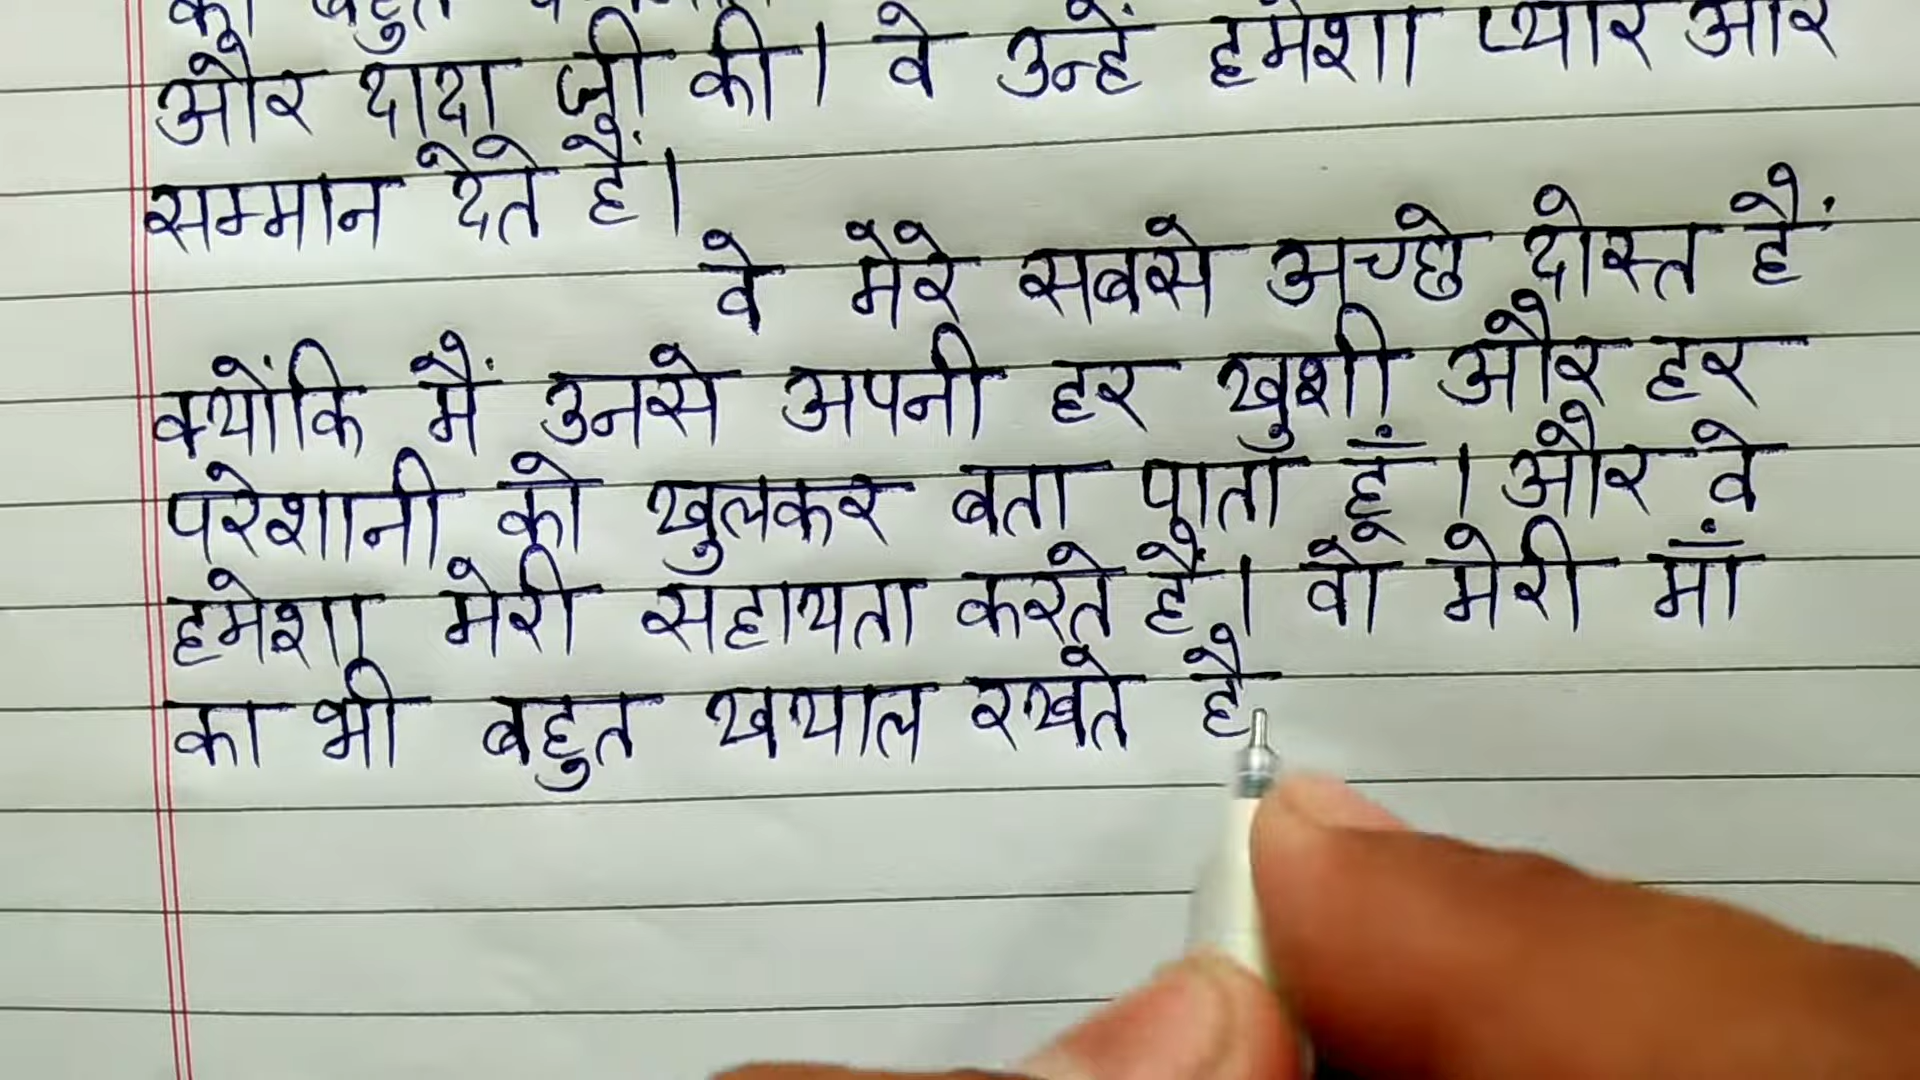 और दादा जी की। वे उन्हें हमेशा प्यार और
सम्मान देते हैं।
वे मेरे सबसे अच्छे दोस्त हैं
क्योंकि मैं उनसे अपनी हर खुशी और हर
परेशानी को खुलकर बता पाता हूँ। और वे
हमेशा मेरी सहायता करते हैं। वो मेरी माँ
का भी बहुत खयाल रखते है